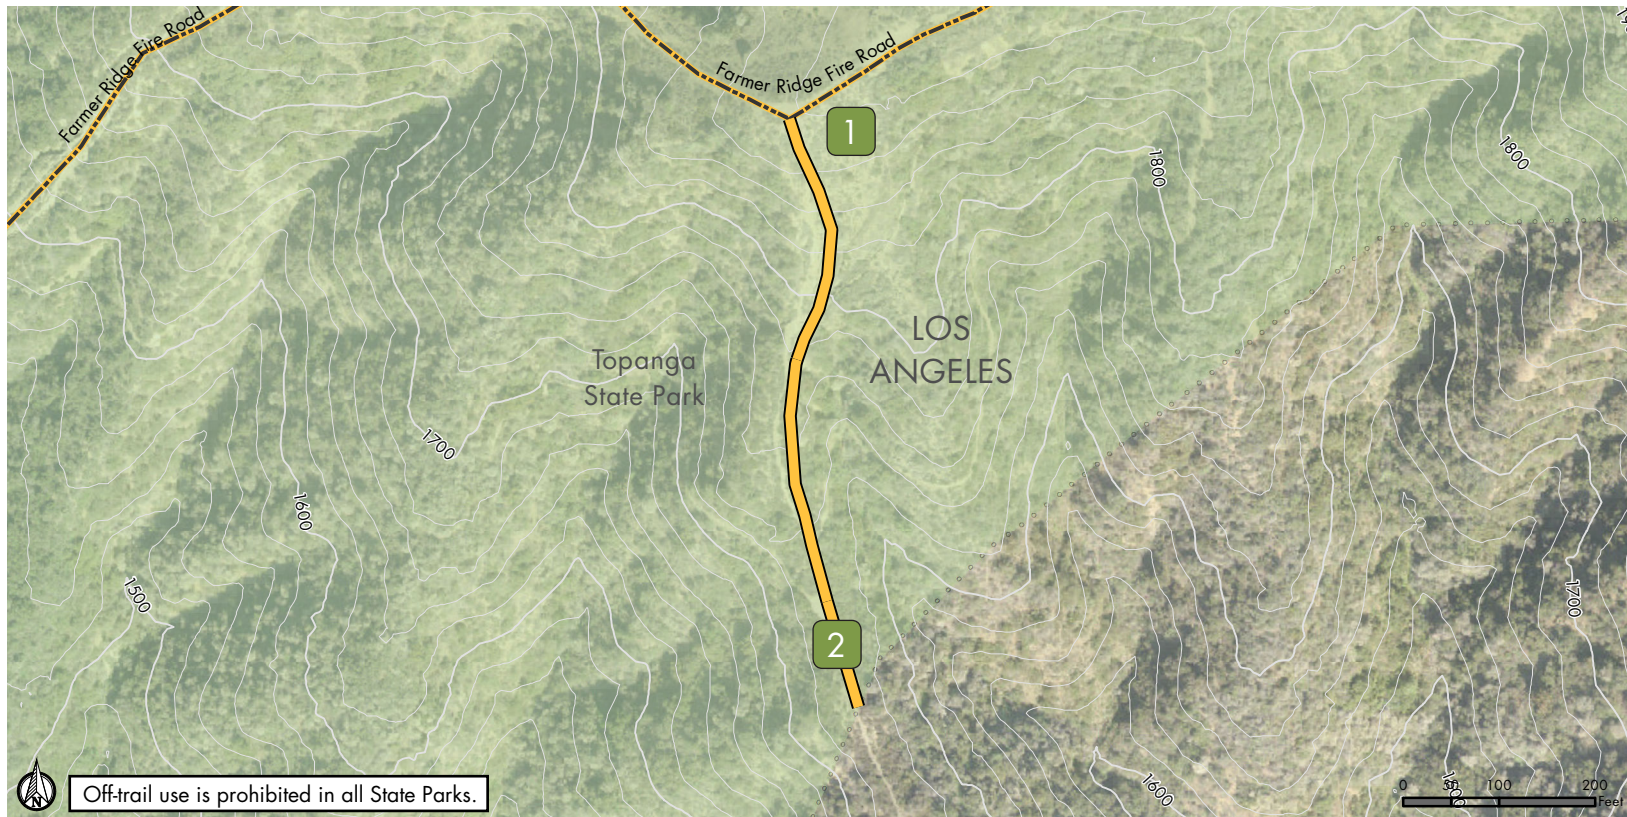 Farmer Ridge Fire Road
Farmer Ridge Fire Road
1
1800
1800
LOS
ANGELES
Topanga
State Park
1700
1600
1500
1700
2
1600
N
Off-trail use is prohibited in all State Parks.
0 50 100 200
Feet